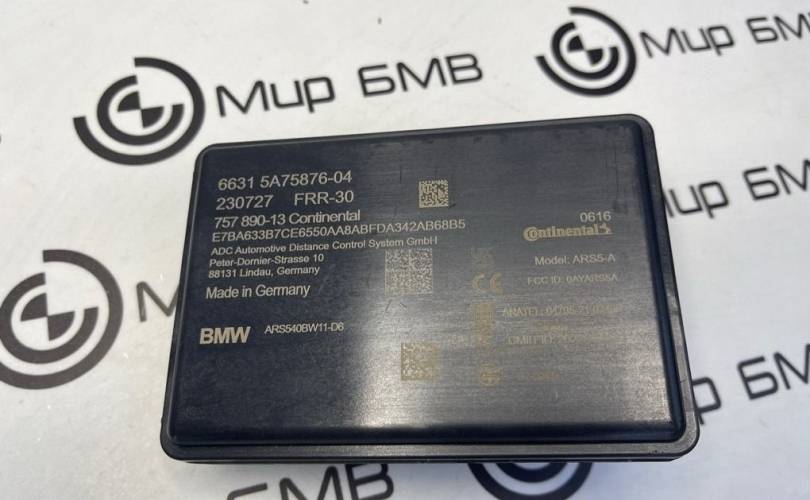 Мир БМВ
6631 5A75876-04
230727 FRR-30
757 890-13 Continental
E7BA633B7CE6550AA8ABFDA342AB68B5
ADC Automotive Distance Control System GmbH
Peter-Dornier-Strasse 10
88131 Lindau, Germany
Made in Germany
BMW ARS540BW11-D6
0616
Continental
Model: ARS5-A
FCC ID: OAYARS5A
Мир БМВ
Мир БМВ